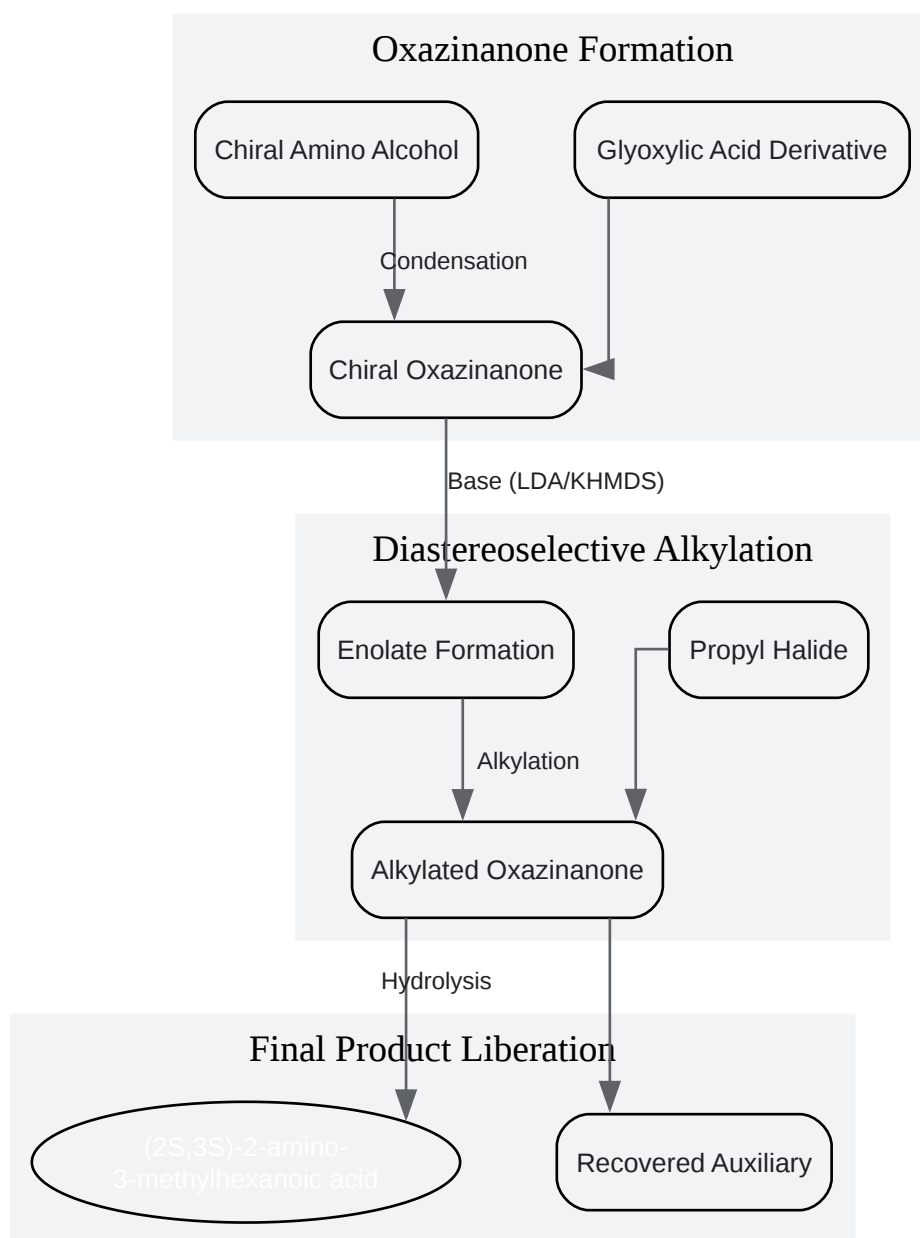 Oxazinanone Formation
Chiral Amino Alcohol
Glyoxylic Acid Derivative
Condensation
Chiral Oxazinanone
Base (LDA/KHMDS)
Diastereoselective Alkylation
Enolate Formation
Propyl Halide
Alkylation
Alkylated Oxazinanone
Hydrolysis
Final Product Liberation
(2S,3S)-2-amino-
3-methylhexanoic acid
Recovered Auxiliary